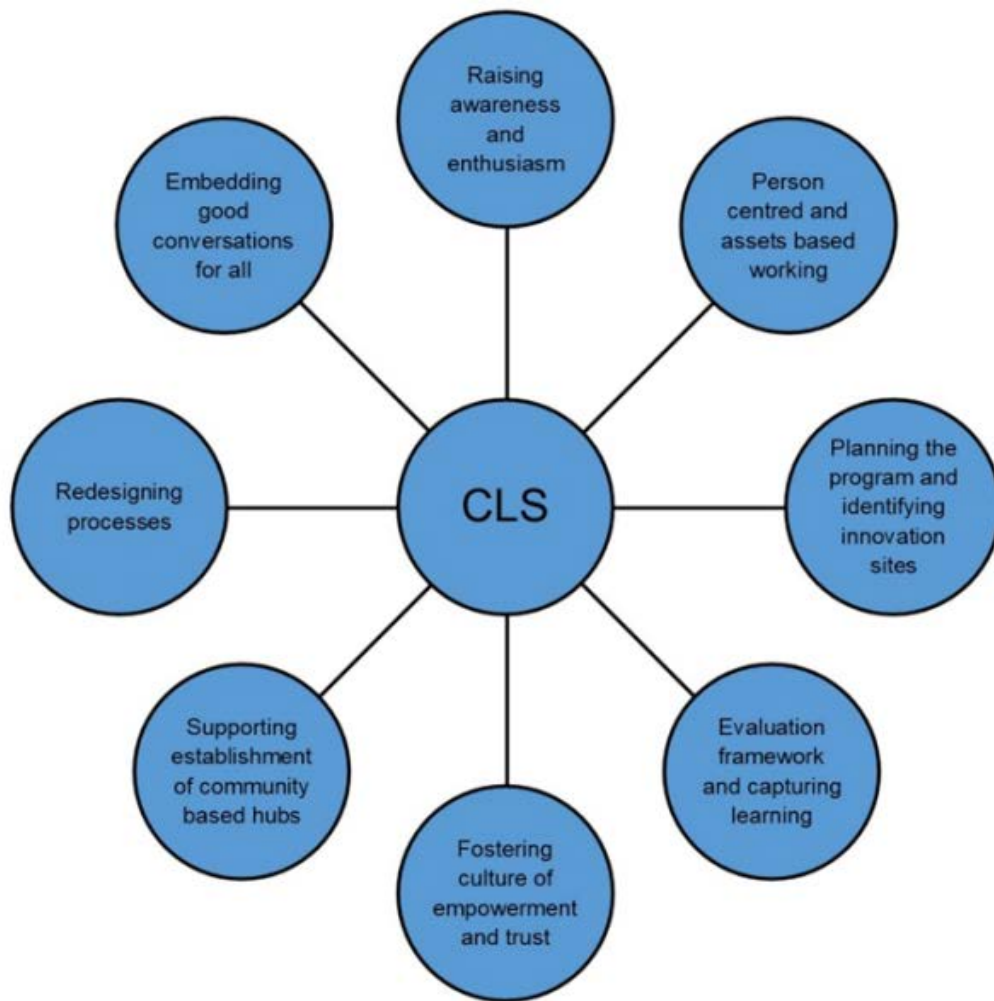 Raising
awareness
and
enthusiasm
Person
centred and
assets based
working
Planning the
program and
identifying
innovation
sites
Evaluation
framework
and capturing
learning
Fostering
culture of
empowerment
and trust
Supporting
establishment
of community
based hubs
Redesigning
processes
Embedding
good
conversations
for all
CLS